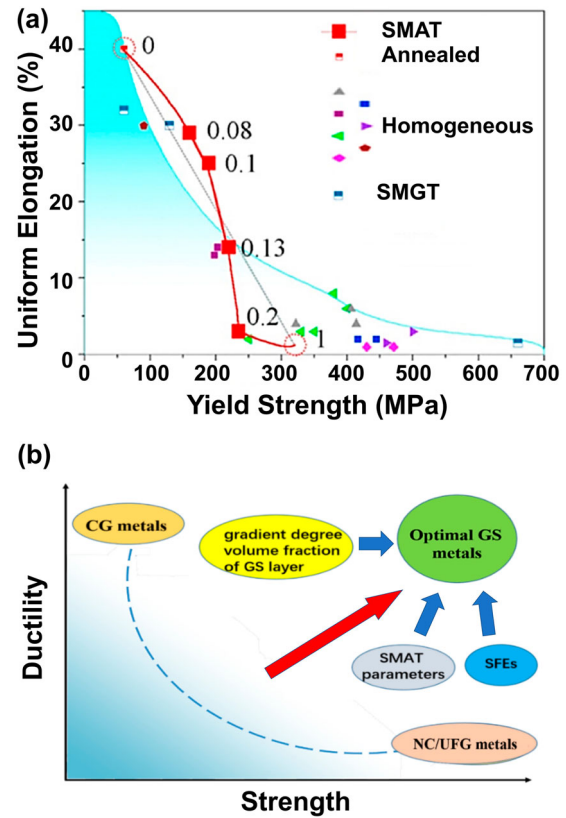 (a)
40
30
20
10
0
Uniform Elongation (%)
0
0.08
0.1
0.13
0.2
1
SMAT
Annealed
Homogeneous
SMGT
0 100 200 300 400 500 600 700
Yield Strength (MPa)
(b)
CG metals
gradient degree
volume fraction
of GS layer
Optimal GS
metals
SMAT
parameters
SFEs
NC/UFG metals
Ductility
Strength